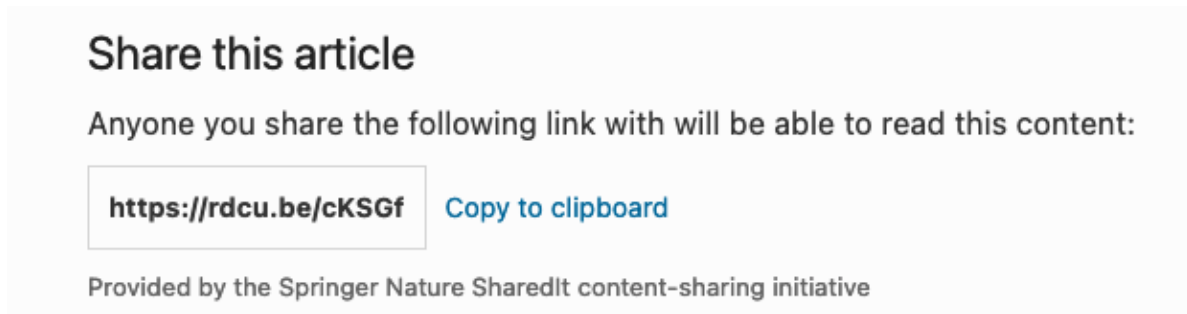 Share this article
Anyone you share the following link with will be able to read this content:
https://rdcu.be/cKSGf Copy to clipboard
Provided by the Springer Nature SharedIt content-sharing initiative